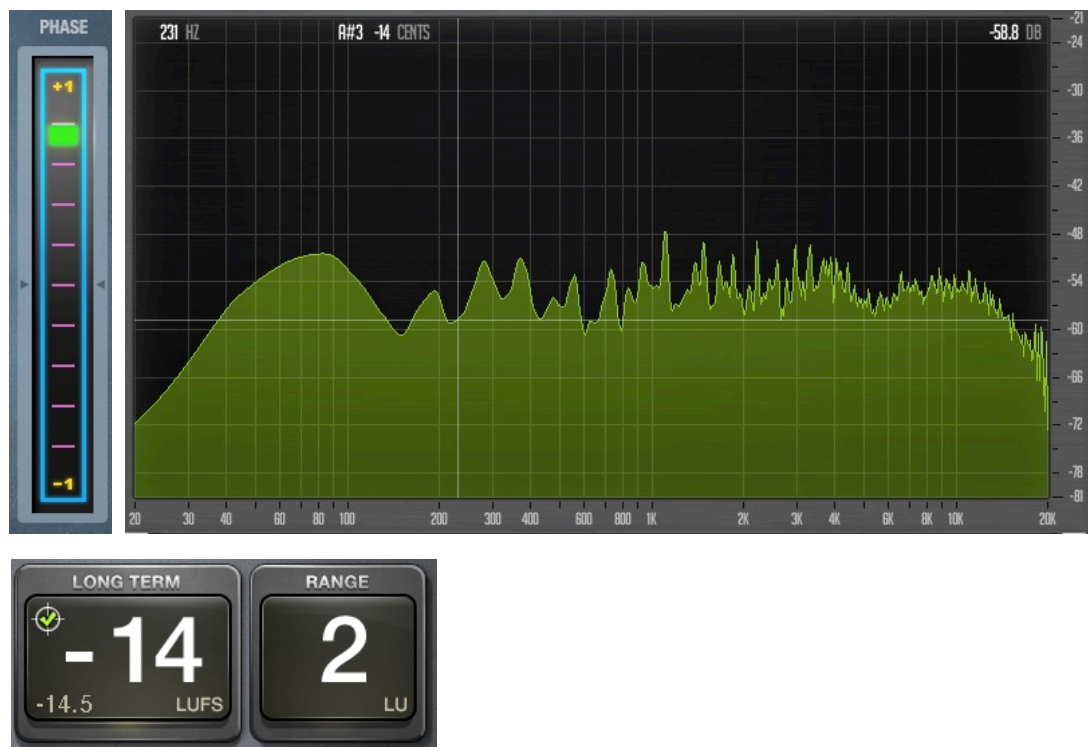 PHASE
+1
-1
231 HZ
A#3 -14 CENTS
-58.8 DB
-21
-24
-30
-36
-42
-48
-54
-60
-66
-72
-78
-81
20 30 40 60 80 100 200 300 400 600 800 1K 2K 3K 4K 6K 8K 10K 20K
LONG TERM
-14
-14.5 LUFS
RANGE
2
LU